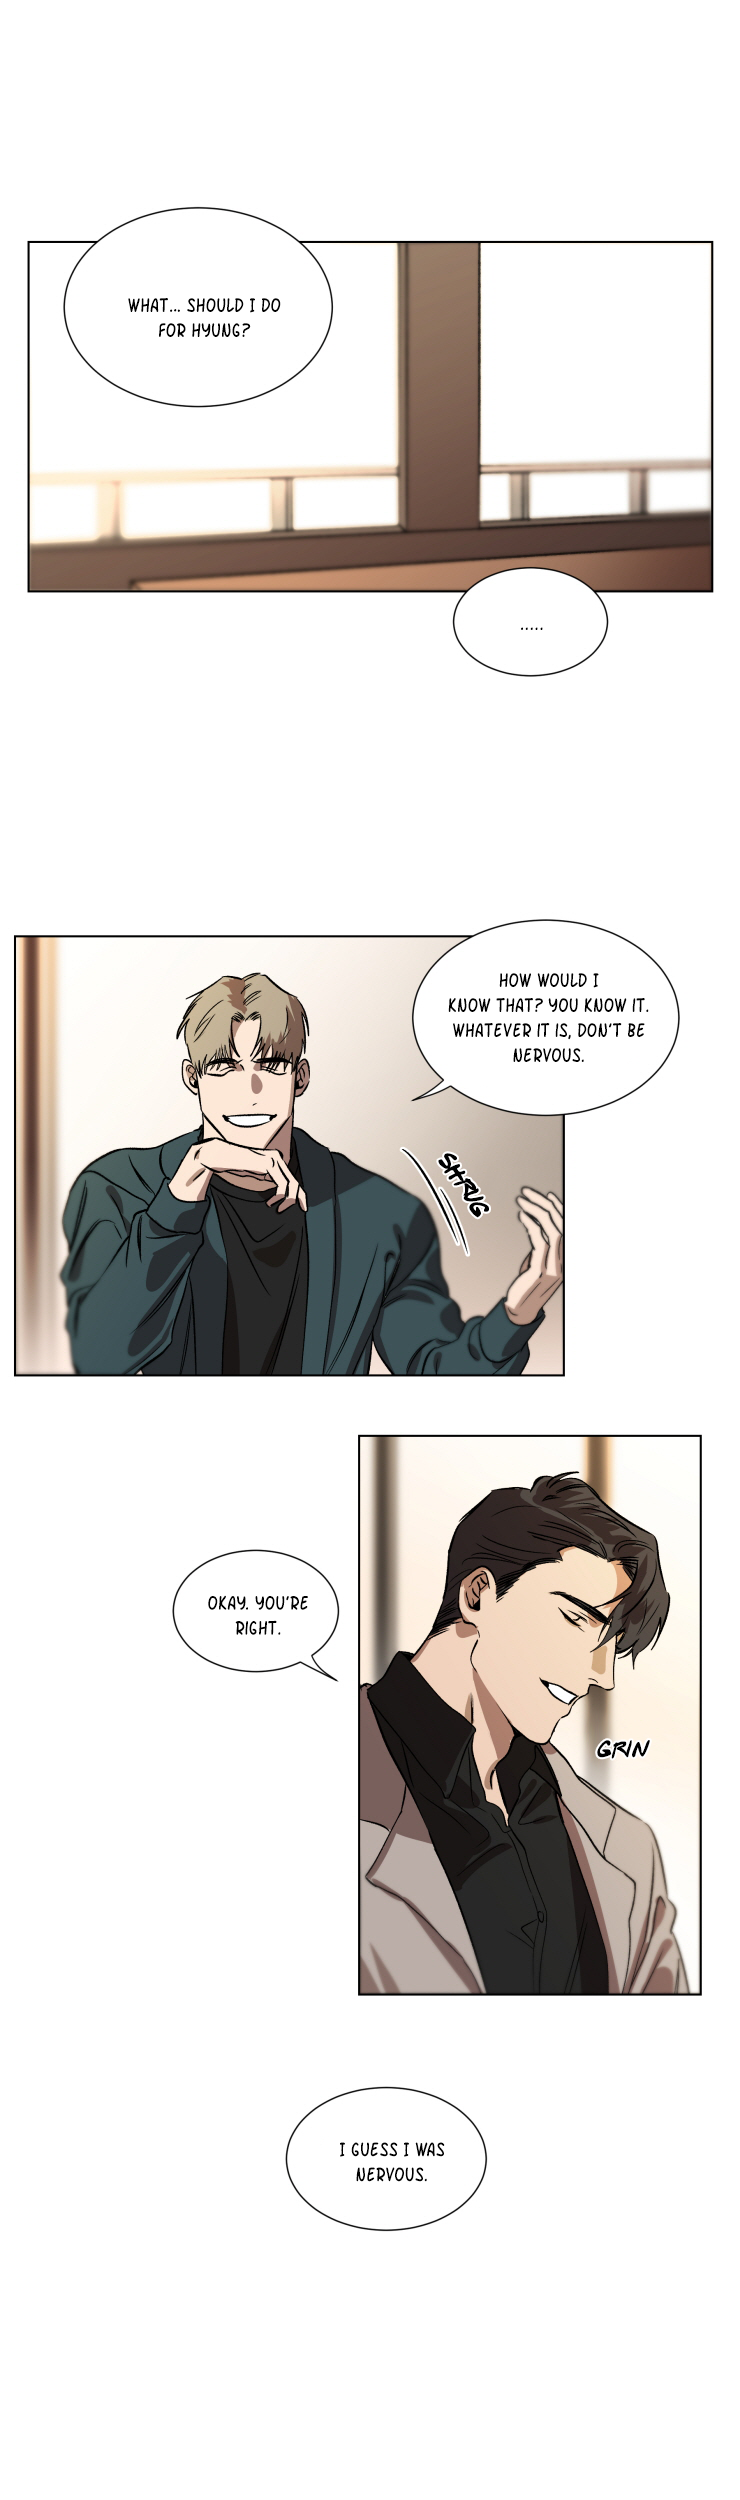 WHAT... SHOULD I DO
FOR HYUNG?
.....
HOW WOULD I
KNOW THAT? YOU KNOW IT.
WHATEVER IT IS, DON'T BE
NERVOUS.
SHRUG
OKAY. YOU'RE
RIGHT.
GRIN
I GUESS I WAS
NERVOUS.